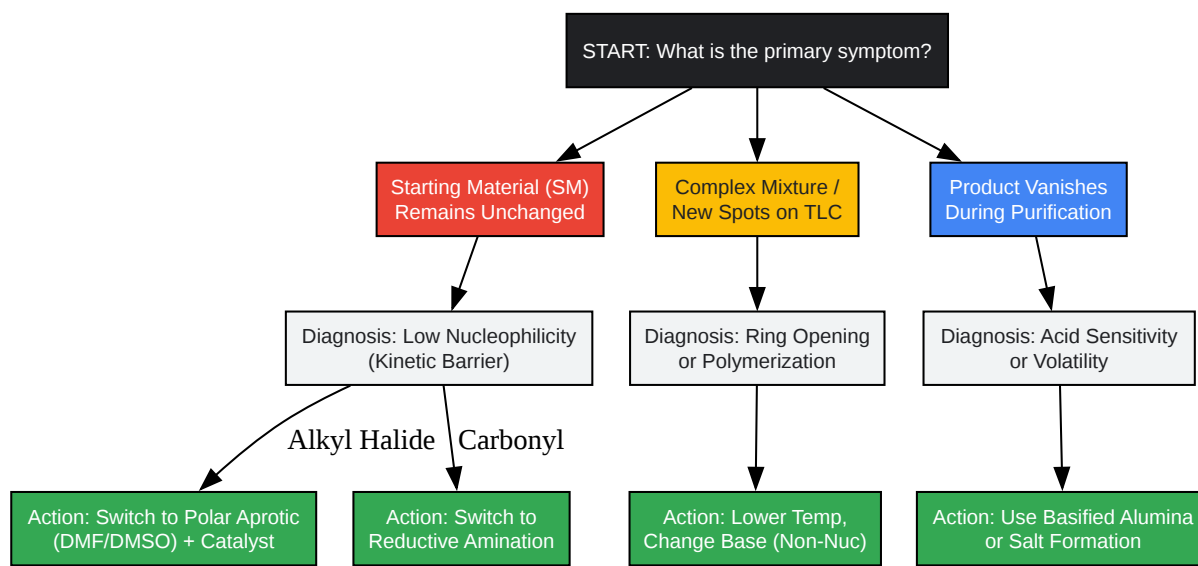 START: What is the primary symptom?
Starting Material (SM)
Remains Unchanged
Complex Mixture /
New Spots on TLC
Product Vanishes
During Purification
Diagnosis: Low Nucleophilicity
(Kinetic Barrier)
Diagnosis: Ring Opening
or Polymerization
Diagnosis: Acid Sensitivity
or Volatility
Alkyl Halide
Carbonyl
Action: Switch to Polar Aprotic
(DMF/DMSO) + Catalyst
Action: Switch to
Reductive Amination
Action: Lower Temp,
Change Base (Non-Nuc)
Action: Use Basified Alumina
or Salt Formation